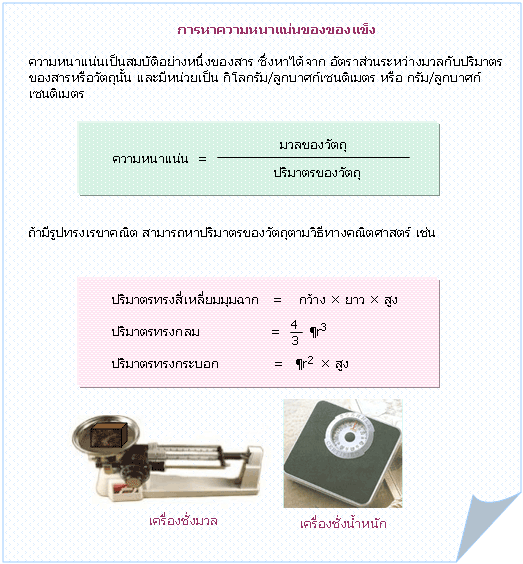 การหาความหนาแน่นของของแข็ง
ความหนาแน่นเป็นสมบัติอย่างหนึ่งของสาร ซึ่งหาได้จาก อัตราส่วนระหว่างมวลกับปริมาตร
ของสารหรือวัตถุนั้น และมีหน่วยเป็น กิโลกรัม/ลูกบาศก์เซนติเมตร หรือ กรัม/ลูกบาศก์
เซนติเมตร
มวลของวัตถุ
ความหนาแน่น =
ปริมาตรของวัตถุ
ถ้ามีรูปทรงเรขาคณิต สามารถหาปริมาตรของวัตถุตามวิธีทางคณิตศาสตร์ เช่น
ปริมาตรทรงสี่เหลี่ยมมุมฉาก = กว้าง × ยาว × สูง
ปริมาตรทรงกลม = 4/3 ¶r³
ปริมาตรทรงกระบอก = ¶r² × สูง
เครื่องชั่งมวล
เครื่องชั่งน้ำหนัก